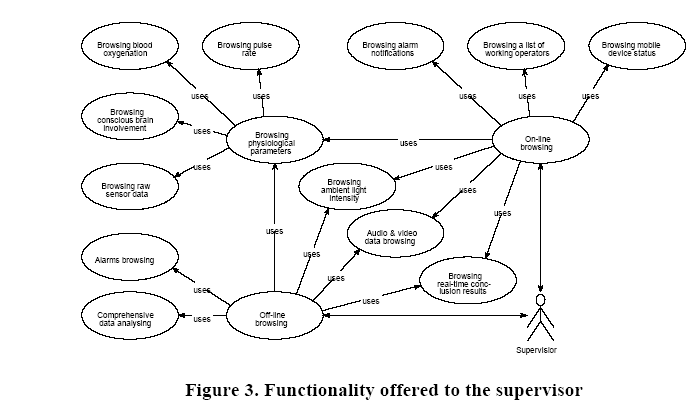 Browsing blood
oxygenation
Browsing pulse
rate
Browsing alarm
notifications
Browsing a list of
working operators
Browsing mobile
device status
uses
uses
uses
uses
uses
Browsing
conscious brain
involvement
uses
Browsing
physiological
parameters
uses
On-line
browsing
uses
Browsing raw
sensor data
Browsing
ambient light
intensity
uses
uses
uses
Audio & video
data browsing
uses
uses
Alarms browsing
uses
Browsing
real-time conc-
lusion results
uses
uses
Comprehensive
data analysing
uses
Off-line
browsing
Supervisior
Figure 3. Functionality offered to the supervisor